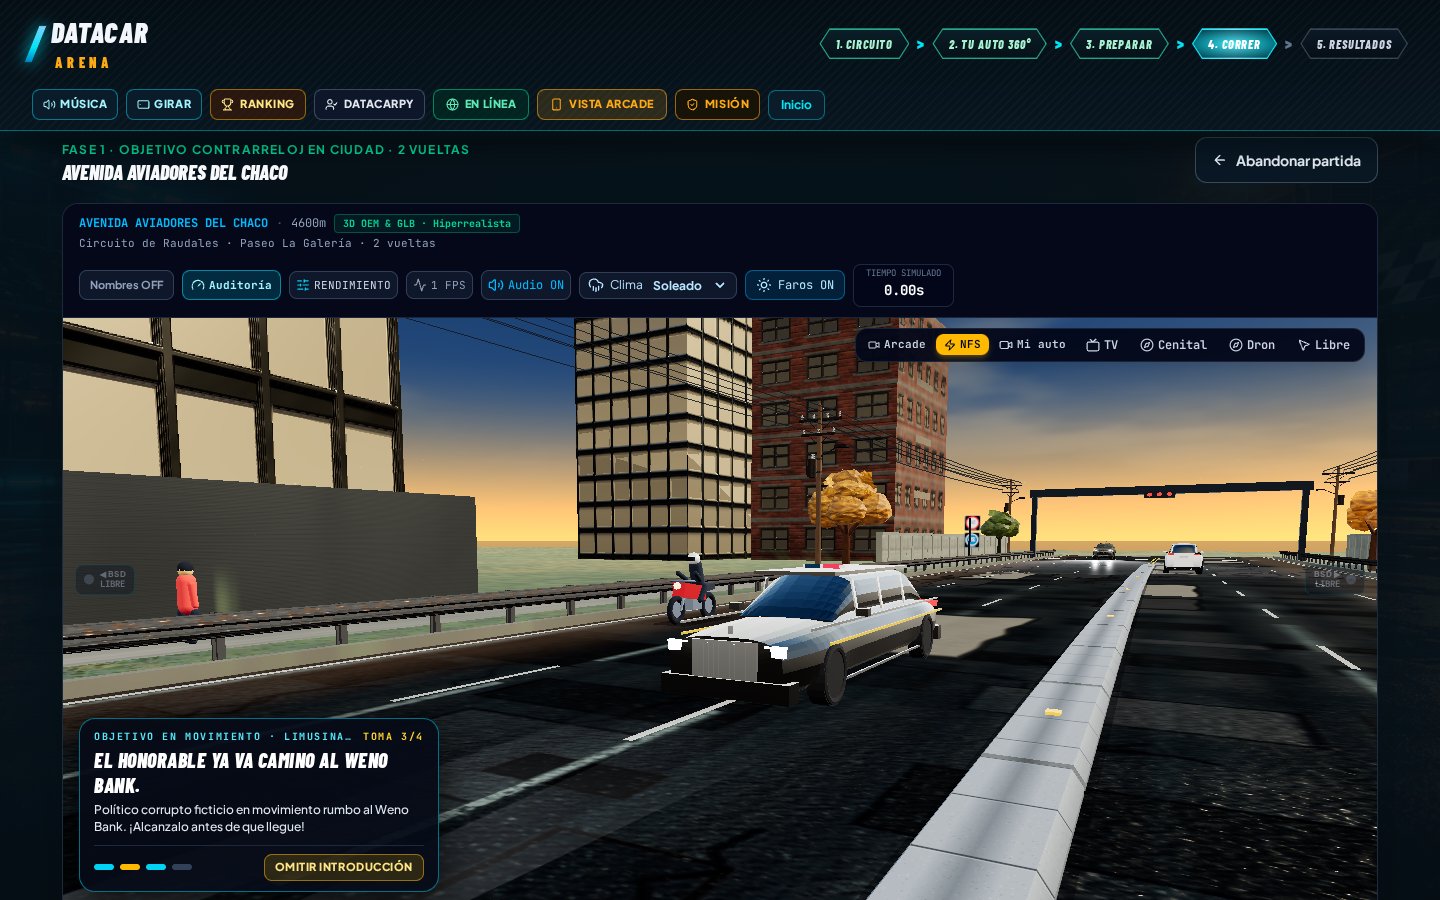 DATACAR
ARENA
1. CIRCUITO > 2. TU AUTO 360° > 3. PREPARAR > 4. CORRER > 5. RESULTADOS
MÚSICA GIRAR RANKING DATACARPY EN LÍNEA VISTA ARCADE MISIÓN Inicio
FASE 1 · OBJETIVO CONTRARRELOJ EN CIUDAD · 2 VUELTAS
AVENIDA AVIADORES DEL CHACO
← Abandonar partida
AVENIDA AVIADORES DEL CHACO · 4600m 3D OEM & GLB · Hiperrealista
Circuito de Raudales · Paseo La Galería · 2 vueltas
Nombres OFF Auditoría RENDIMIENTO 1 FPS Audio ON Clima Soleado Faros ON
TIEMPO SIMULADO
0.00s
Arcade NFS Mi auto TV Cenital Dron Libre
◀BSD
LIBRE
BSD▶
LIBRE
OBJETIVO EN MOVIMIENTO · LIMUSINA… TOMA 3/4
EL HONORABLE YA VA CAMINO AL WENO
BANK.
Político corrupto ficticio en movimiento rumbo al Weno
Bank. ¡Alcanzalo antes de que llegue!
OMITIR INTRODUCCIÓN